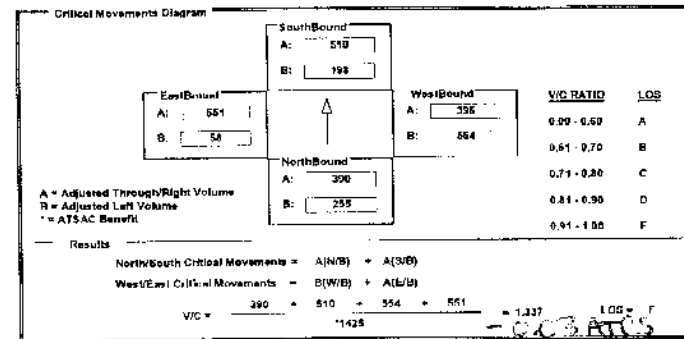 Critical Movements Diagram
SouthBound
A: 510
B: 198
EastBound
A: 551
B: 58
WestBound
A: 395
B: 554
NorthBound
A: 390
B: 255
V/C RATIO LOS
0.00 - 0.60 A
0.61 - 0.70 B
0.71 - 0.80 C
0.81 - 0.90 D
0.91 - 1.00 E
A = Adjusted Through/Right Volume
B = Adjusted Left Volume
* = ATSAC Benefit
Results
North/South Critical Movements = A(N/B) + A(S/B)
West/East Critical Movements = B(W/B) + A(E/B)
V/C = 390 + 510 + 554 + 551 = 1.337 LOS = F
*1425